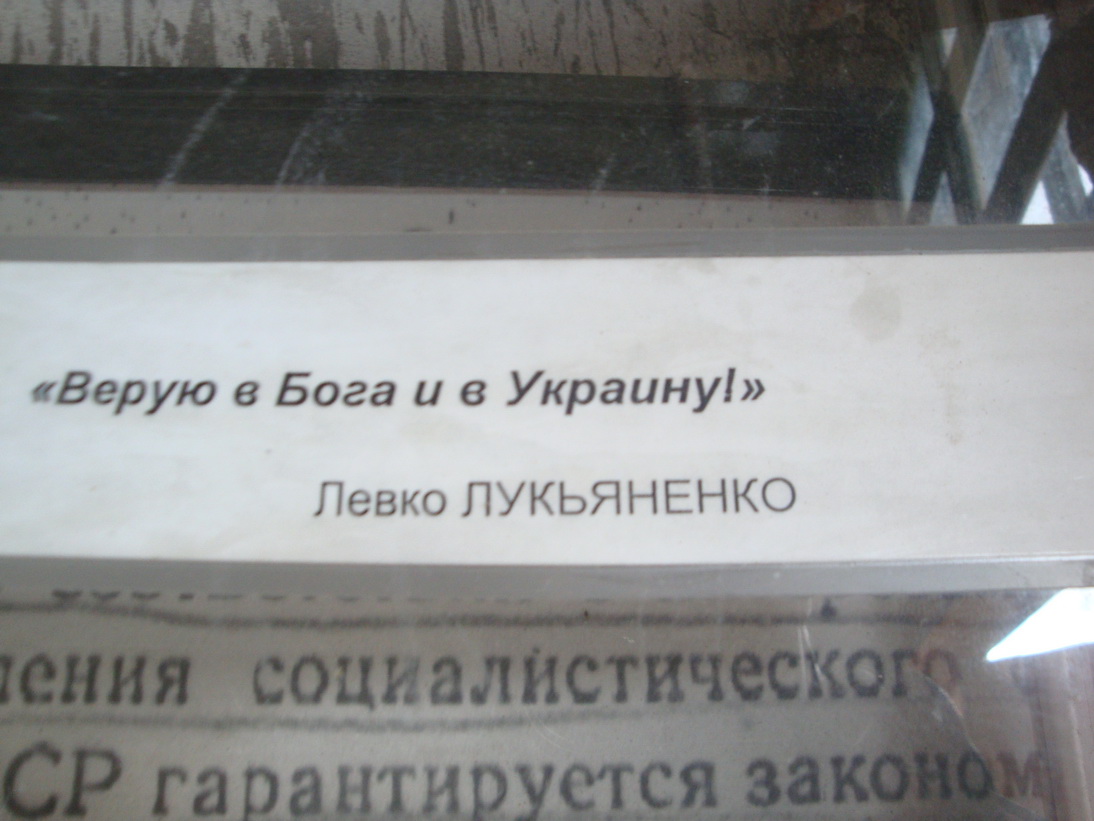 «Верую в Бога и в Украину!»
Левко ЛУКЬЯНЕНКО
ления социалистического
СР гарантируется законом